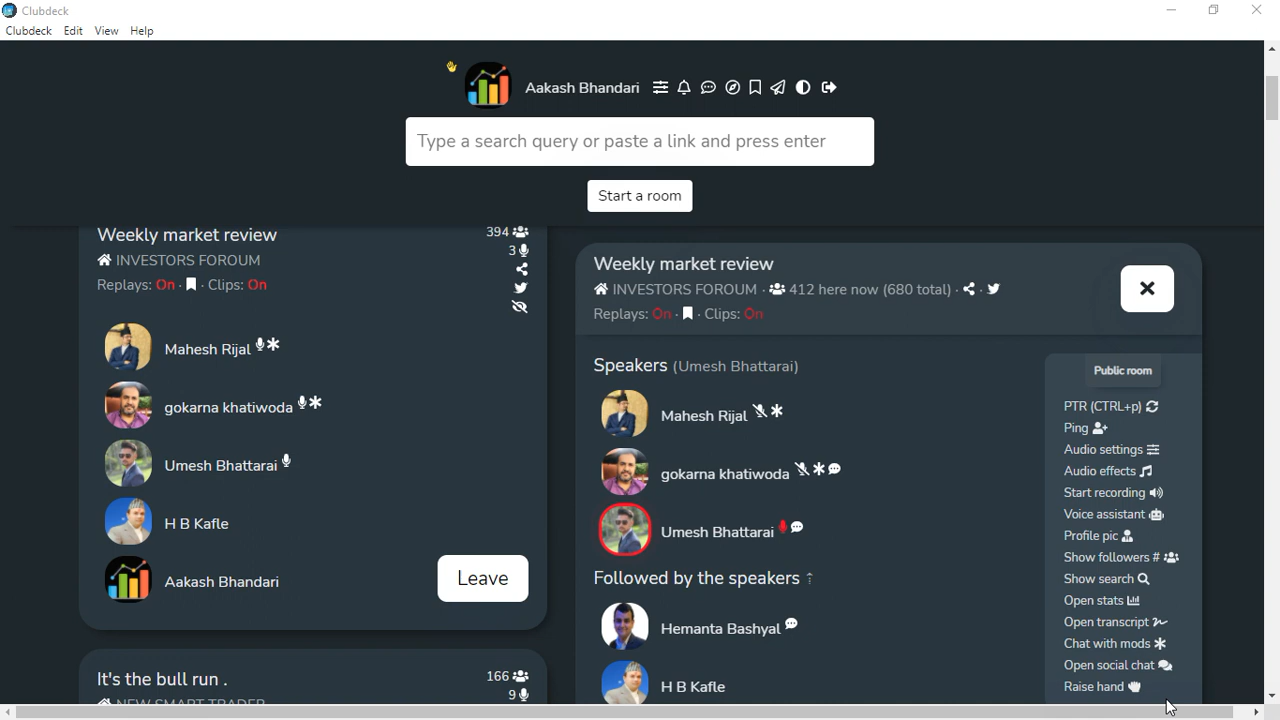 Clubdeck
Clubdeck Edit View Help
Aakash Bhandari
Type a search query or paste a link and press enter
Start a room
Weekly market review
394
3
INVESTORS FOROUM
Replays: On · · Clips: On
Mahesh Rijal
gokarna khatiwoda
Umesh Bhattarai
H B Kafle
Aakash Bhandari
Leave
It's the bull run .
166
9
NEW SMART TRADER
Weekly market review
INVESTORS FOROUM · 412 here now (680 total) · ·
Replays: On · · Clips: On
Speakers (Umesh Bhattarai)
Mahesh Rijal
gokarna khatiwoda
Umesh Bhattarai
Followed by the speakers
Hemanta Bashyal
H B Kafle
Public room
PTR (CTRL+p)
Ping
Audio settings
Audio effects
Start recording
Voice assistant
Profile pic
Show followers #
Show search
Open stats
Open transcript
Chat with mods
Open social chat
Raise hand